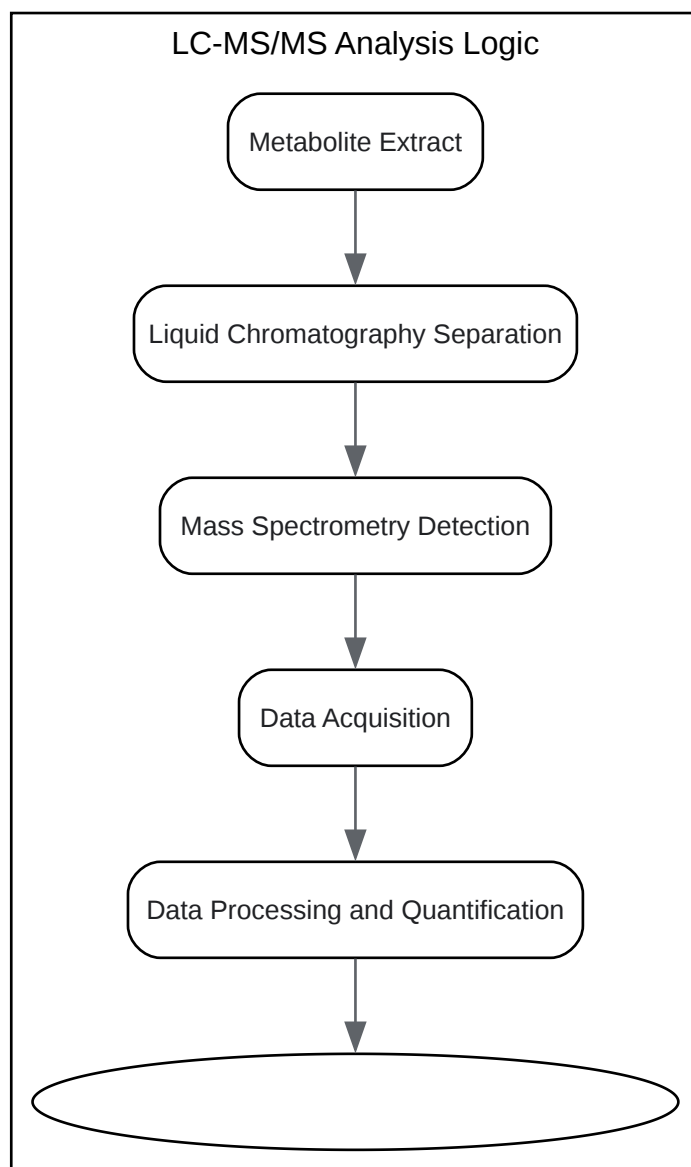 LC-MS/MS Analysis Logic
Metabolite Extract
Liquid Chromatography Separation
Mass Spectrometry Detection
Data Acquisition
Data Processing and Quantification